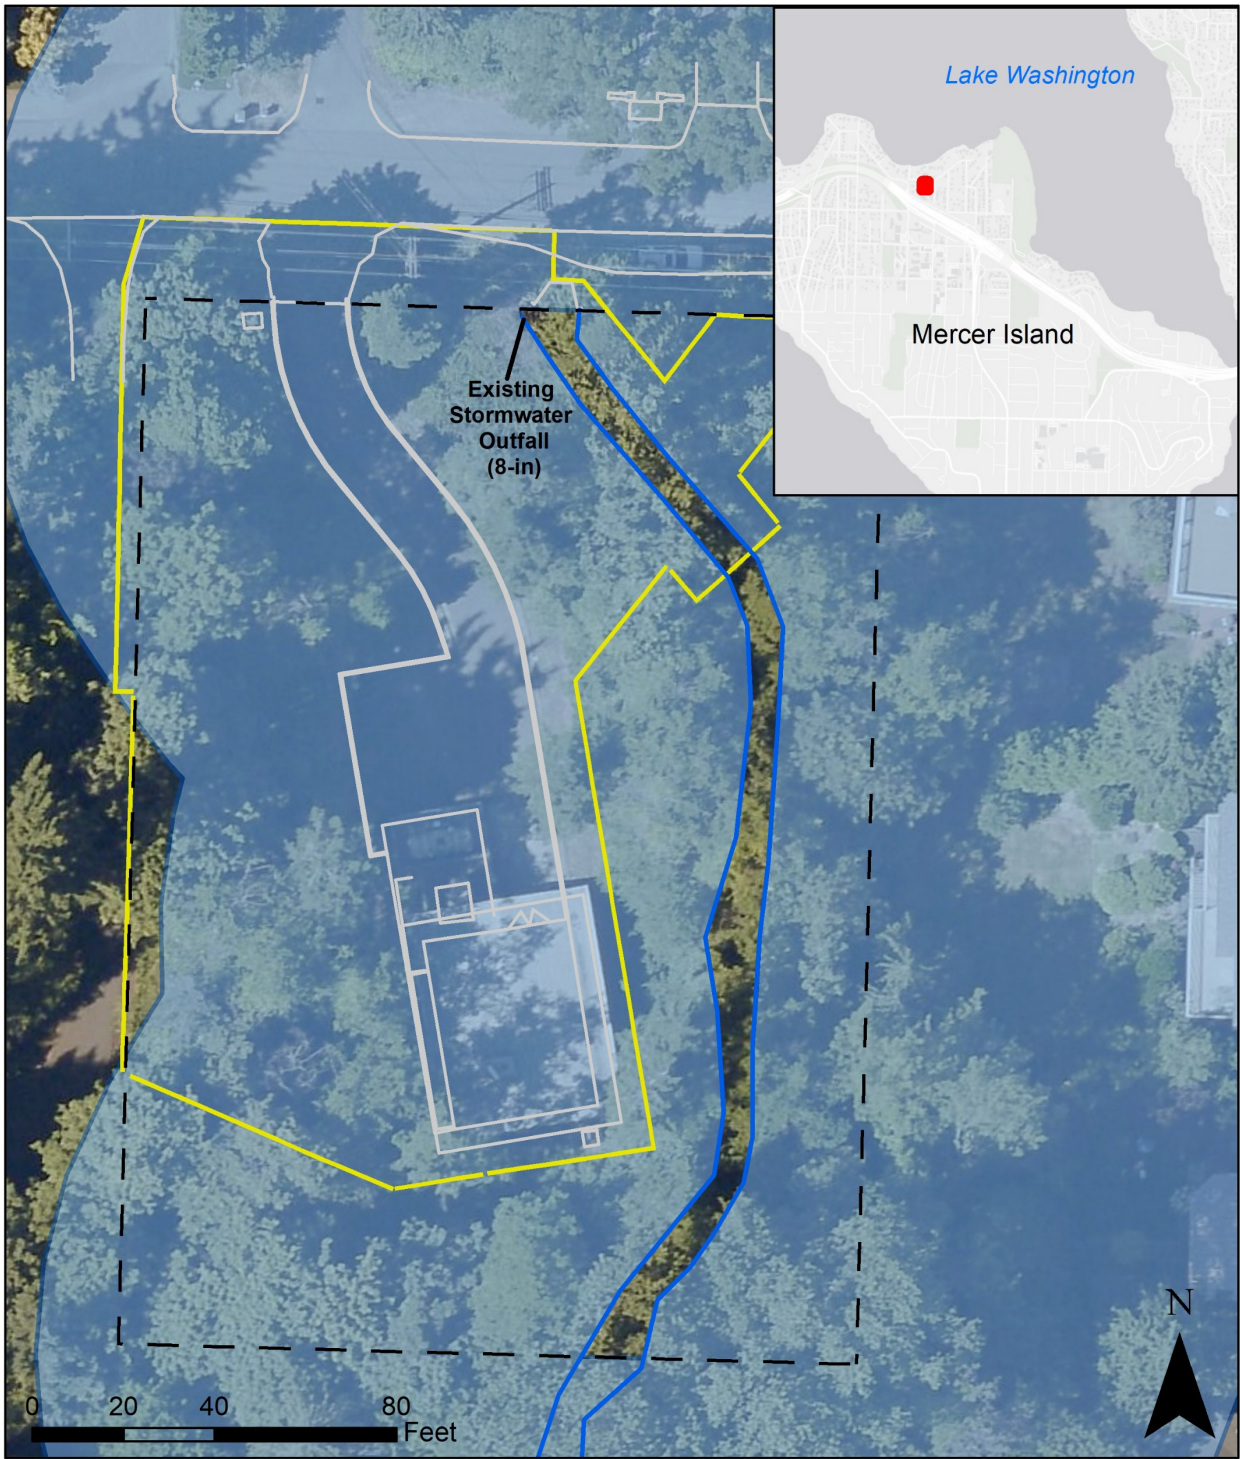 Lake Washington
Mercer Island
Existing
Stormwater
Outfall
(8-in)
N
0 20 40 80
Feet